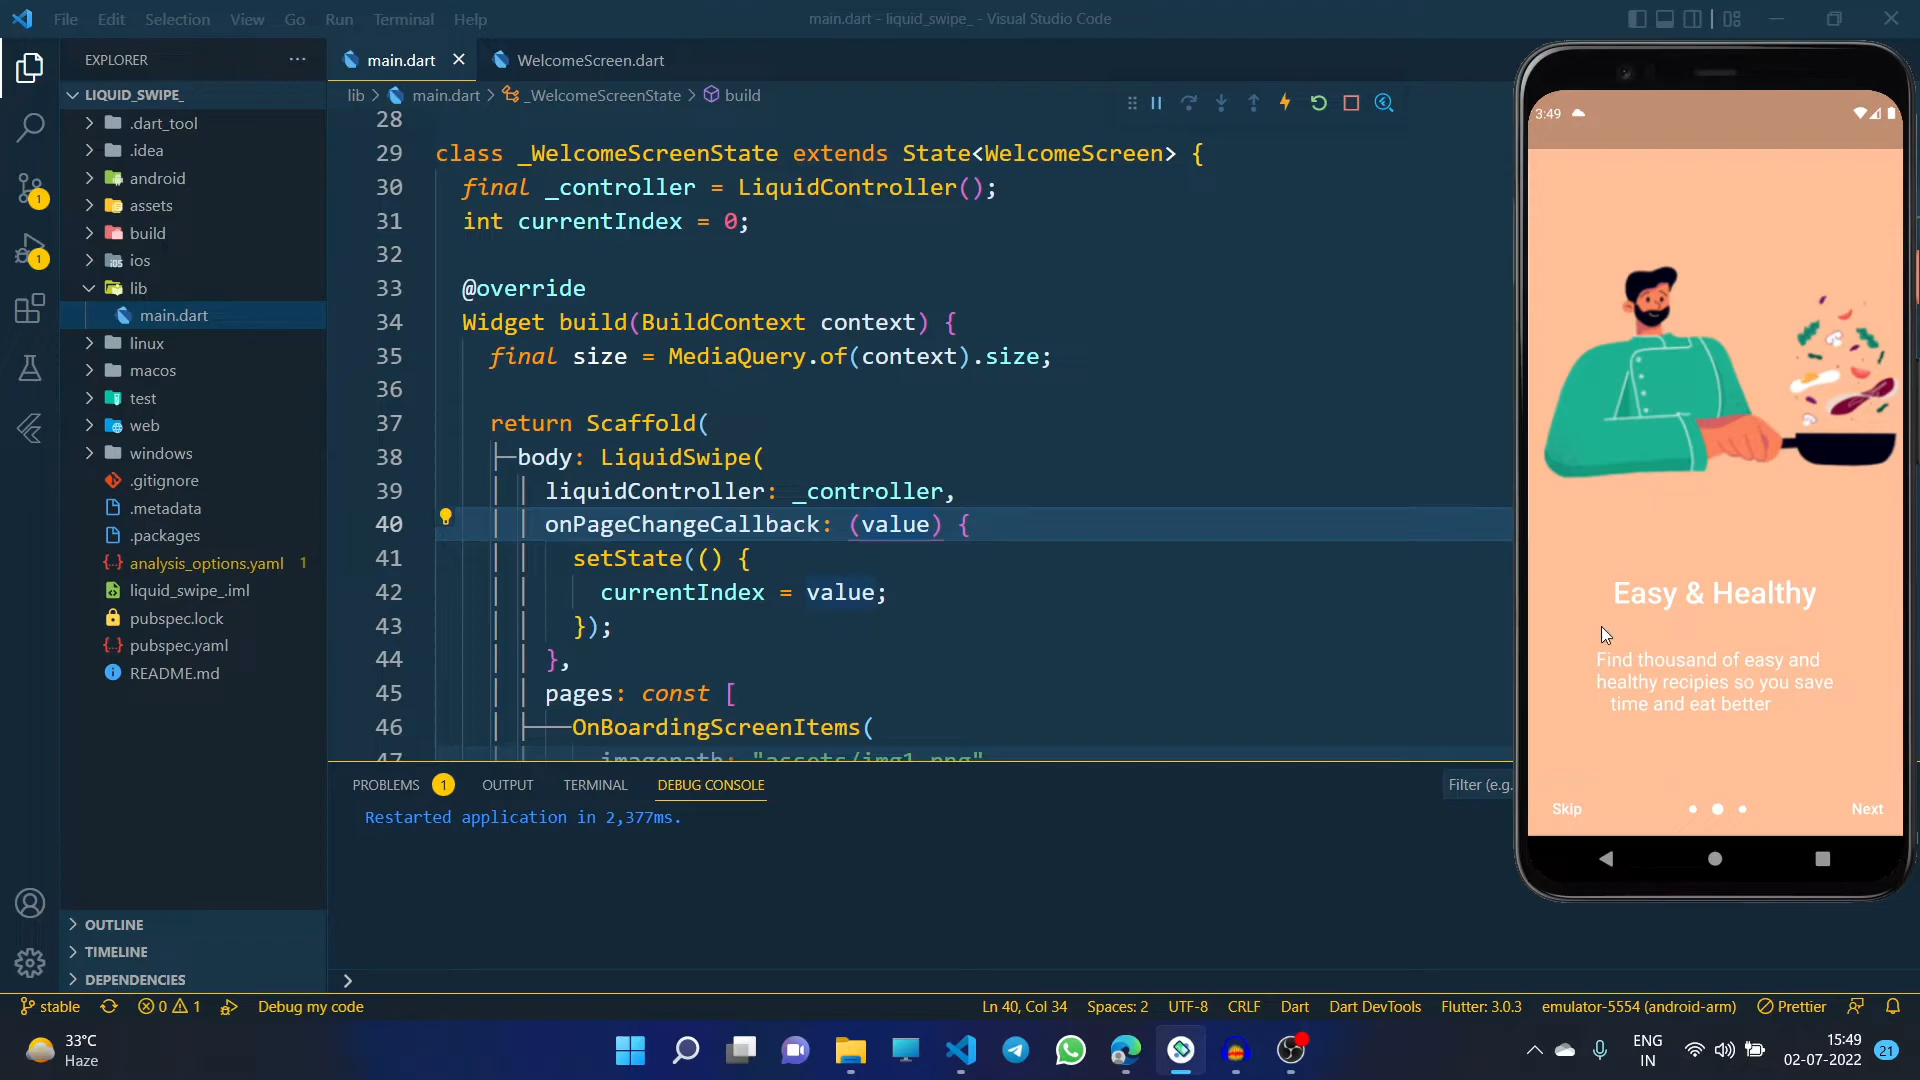 File Edit Selection View Go Run Terminal Help
main.dart - liquid_swipe_ - Visual Studio Code
EXPLORER
LIQUID_SWIPE_
.dart_tool
.idea
android
assets
build
ios
lib
main.dart
linux
macos
test
web
windows
.gitignore
.metadata
.packages
analysis_options.yaml 1
liquid_swipe_.iml
pubspec.lock
pubspec.yaml
README.md
OUTLINE
TIMELINE
DEPENDENCIES
1
1
main.dart
WelcomeScreen.dart
lib > main.dart > _WelcomeScreenState > build
28
29 class _WelcomeScreenState extends State<WelcomeScreen> {
30 final _controller = LiquidController();
31 int currentIndex = 0;
32
33 @override
34 Widget build(BuildContext context) {
35 final size = MediaQuery.of(context).size;
36
37 return Scaffold(
38 body: LiquidSwipe(
39 liquidController: _controller,
40 onPageChangeCallback: (value) {
41 setState(() {
42 currentIndex = value;
43 });
44 },
45 pages: const [
46 OnBoardingScreenItems(
47 imagepath: "assets/img1.png"
PROBLEMS 1 OUTPUT TERMINAL DEBUG CONSOLE
Filter (e.g.
Restarted application in 2,377ms.
3:49
Easy & Healthy
Find thousand of easy and
healthy recipies so you save
time and eat better
Skip
Next
stable 0 1 Debug my code
Ln 40, Col 34 Spaces: 2 UTF-8 CRLF Dart Dart DevTools Flutter: 3.0.3 emulator-5554 (android-arm) Prettier
33°C
Haze
ENG
IN
15:49
02-07-2022
21